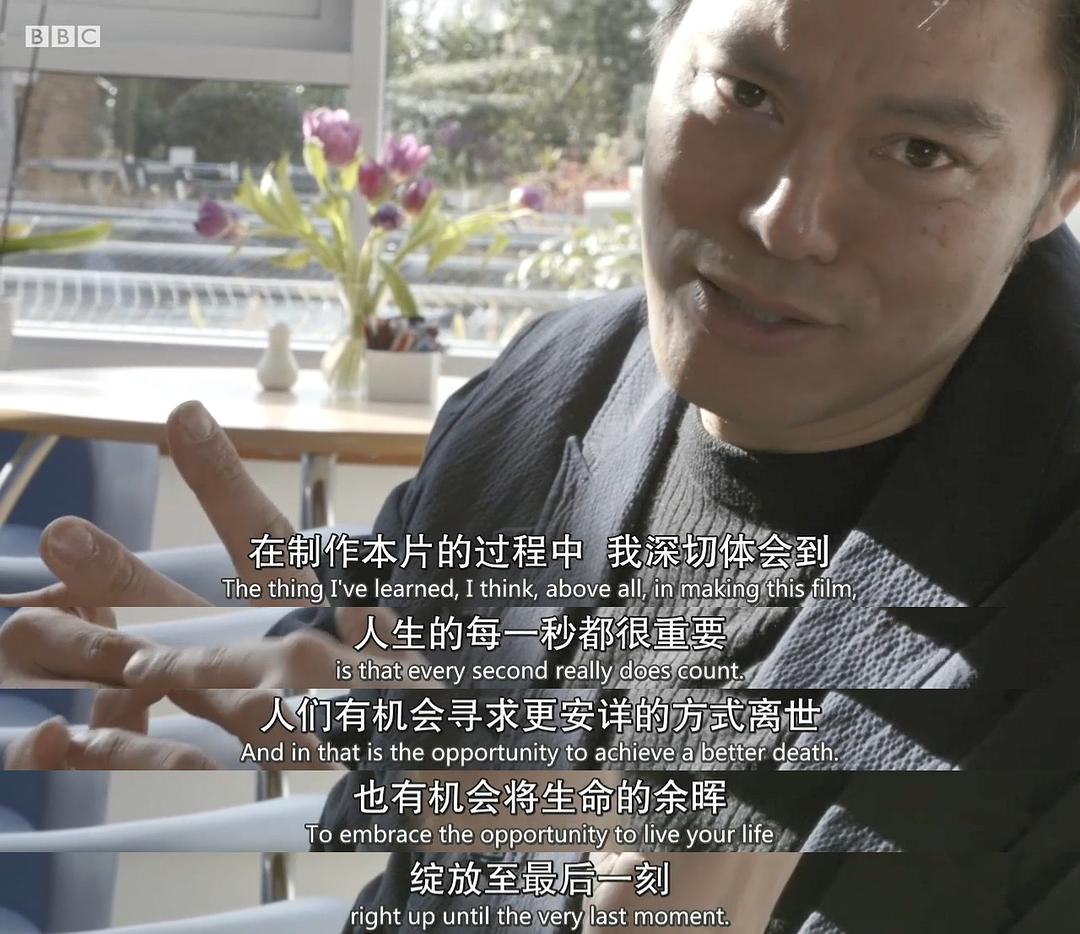 BBC
在制作本片的过程中 我深切体会到
The thing I've learned, I think, above all, in making this film,
人生的每一秒都很重要
is that every second really does count.
人们有机会寻求更安详的方式离世
And in that is the opportunity to achieve a better death.
也有机会将生命的余晖
To embrace the opportunity to live your life
绽放至最后一刻
right up until the very last moment.